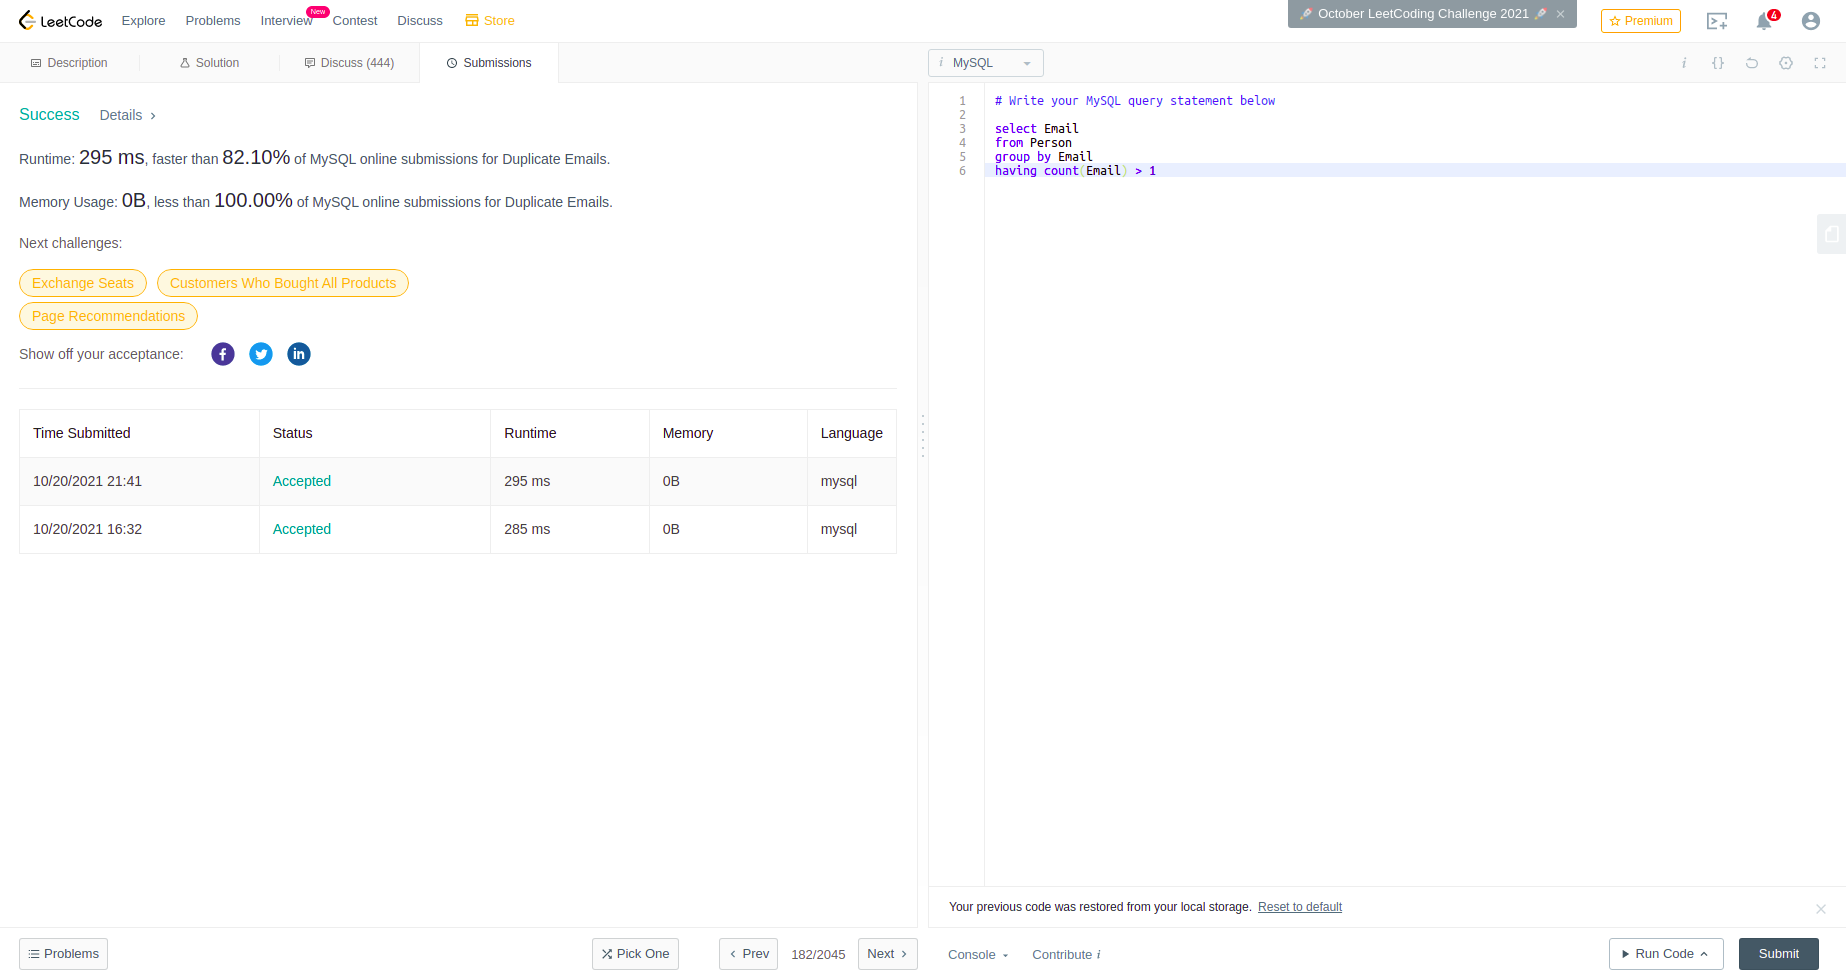 LeetCode Explore Problems Interview New Contest Discuss Store October LeetCoding Challenge 2021 Premium 4
Description Solution Discuss (444) Submissions
Success Details
Runtime: 295 ms, faster than 82.10% of MySQL online submissions for Duplicate Emails.
Memory Usage: 0B, less than 100.00% of MySQL online submissions for Duplicate Emails.
Next challenges:
Exchange Seats Customers Who Bought All Products
Page Recommendations
Show off your acceptance:
Time Submitted Status Runtime Memory Language
10/20/2021 21:41 Accepted 295 ms 0B mysql
10/20/2021 16:32 Accepted 285 ms 0B mysql
Problems Pick One Prev 182/2045 Next
i MySQL i {}
1 # Write your MySQL query statement below
2
3 select Email
4 from Person
5 group by Email
6 having count(Email) > 1
Your previous code was restored from your local storage. Reset to default
Console Contribute i Run Code Submit